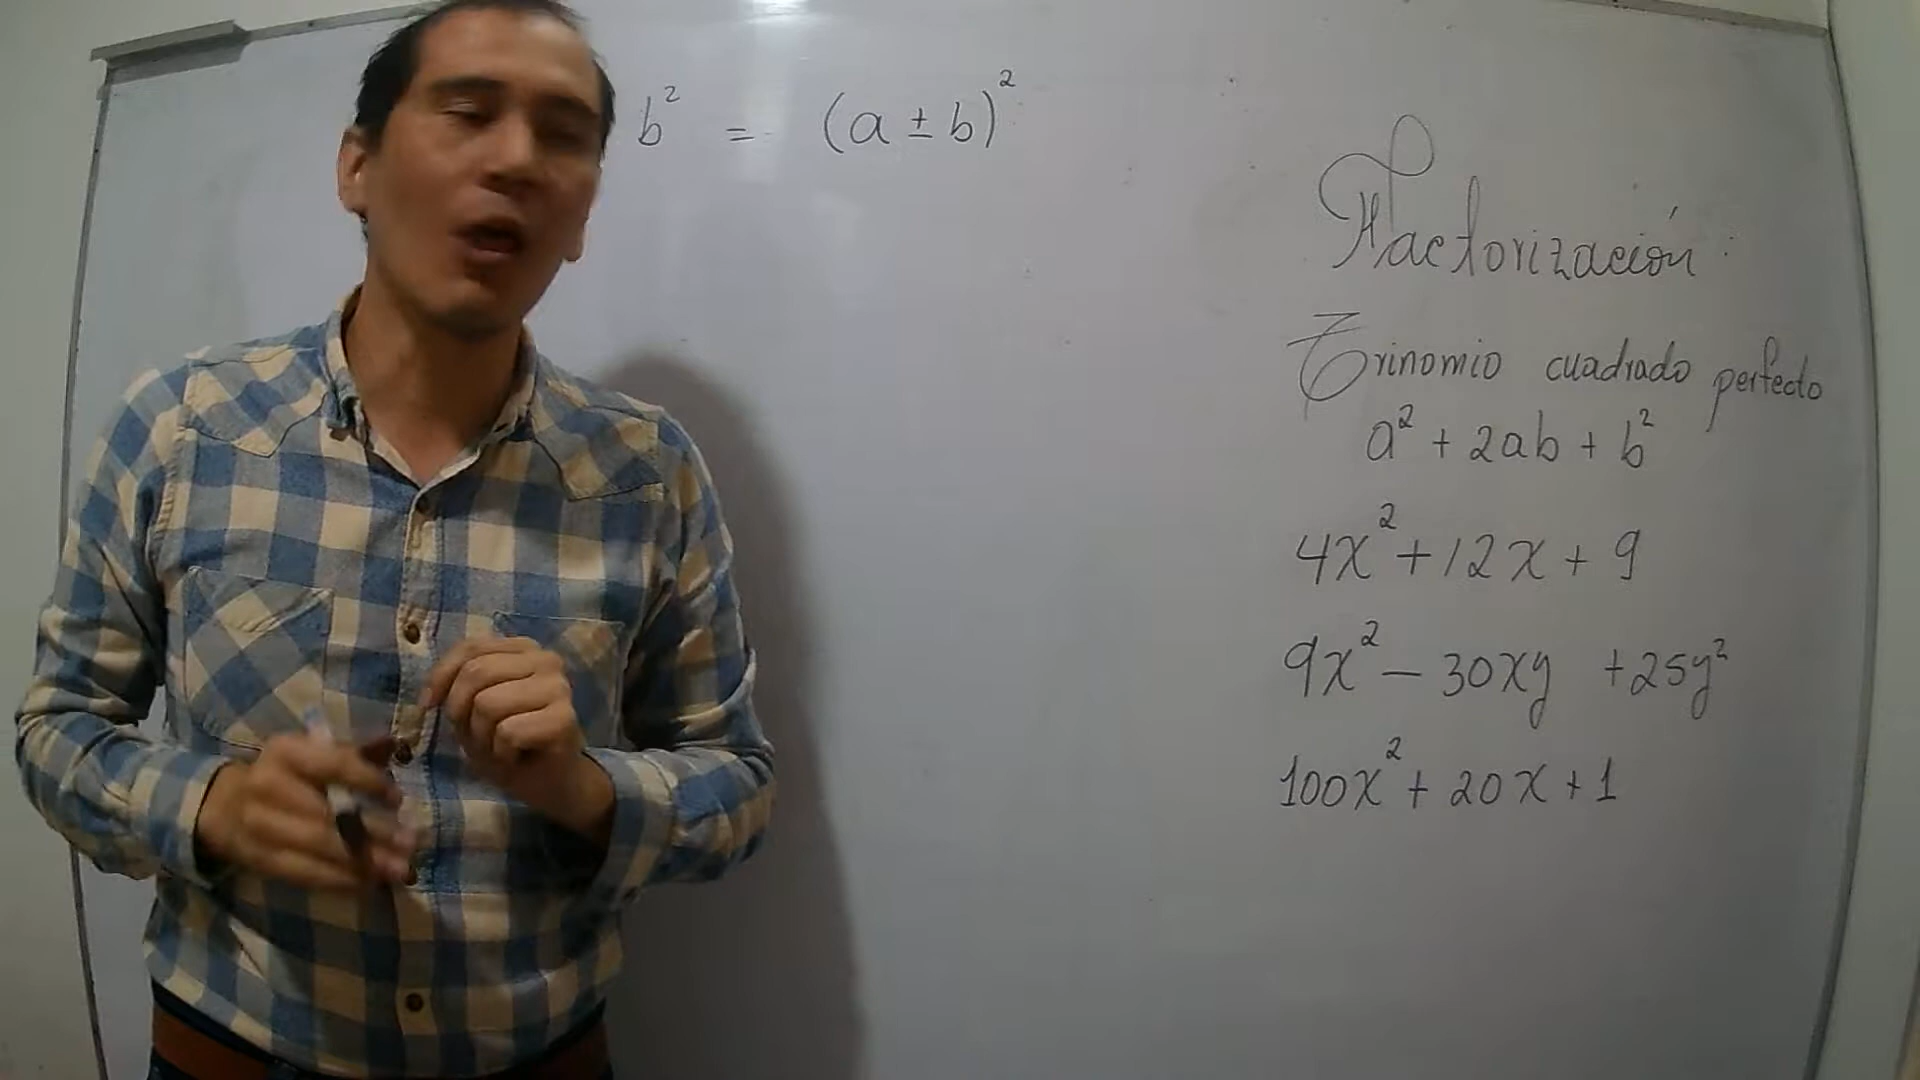 b² = (a ± b)²
Factorización:
Trinomio cuadrado perfecto
a² + 2ab + b²
4x² + 12x + 9
9x² - 30xy + 25y²
100x² + 20x + 1